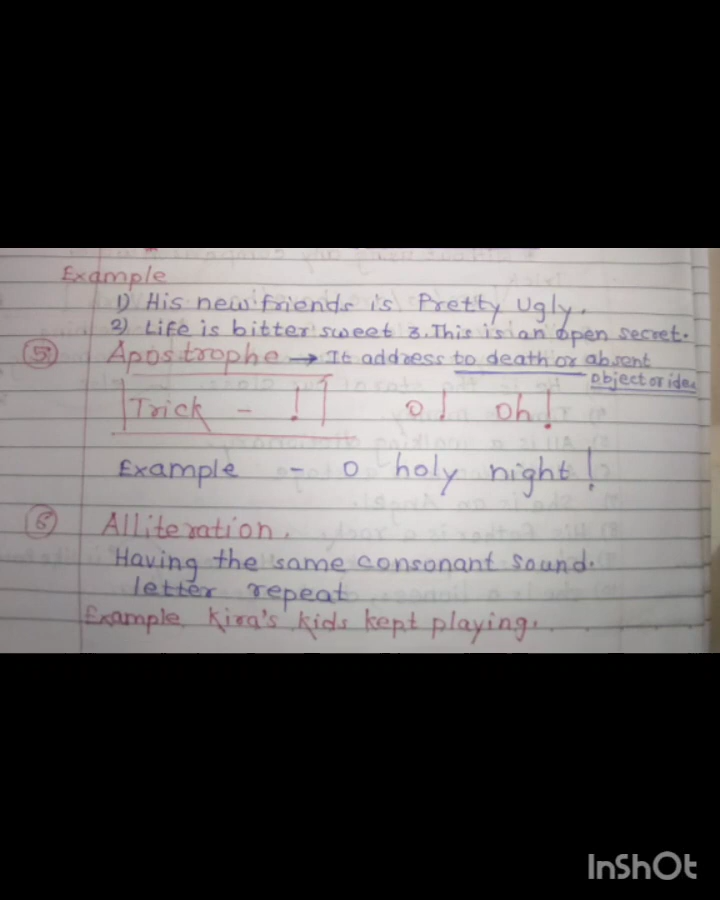 Example
1) His new friends is Pretty Ugly.
2) Life is bitter sweet 3. This is an open secret.
5 Apostrophe → It address to death or absent
object or idea
Trick - ! O! Oh!
Example - O holy night!
6 Alliteration.
Having the same consonant sound.
letter repeat
Example Kira's kids kept playing.
InShOt